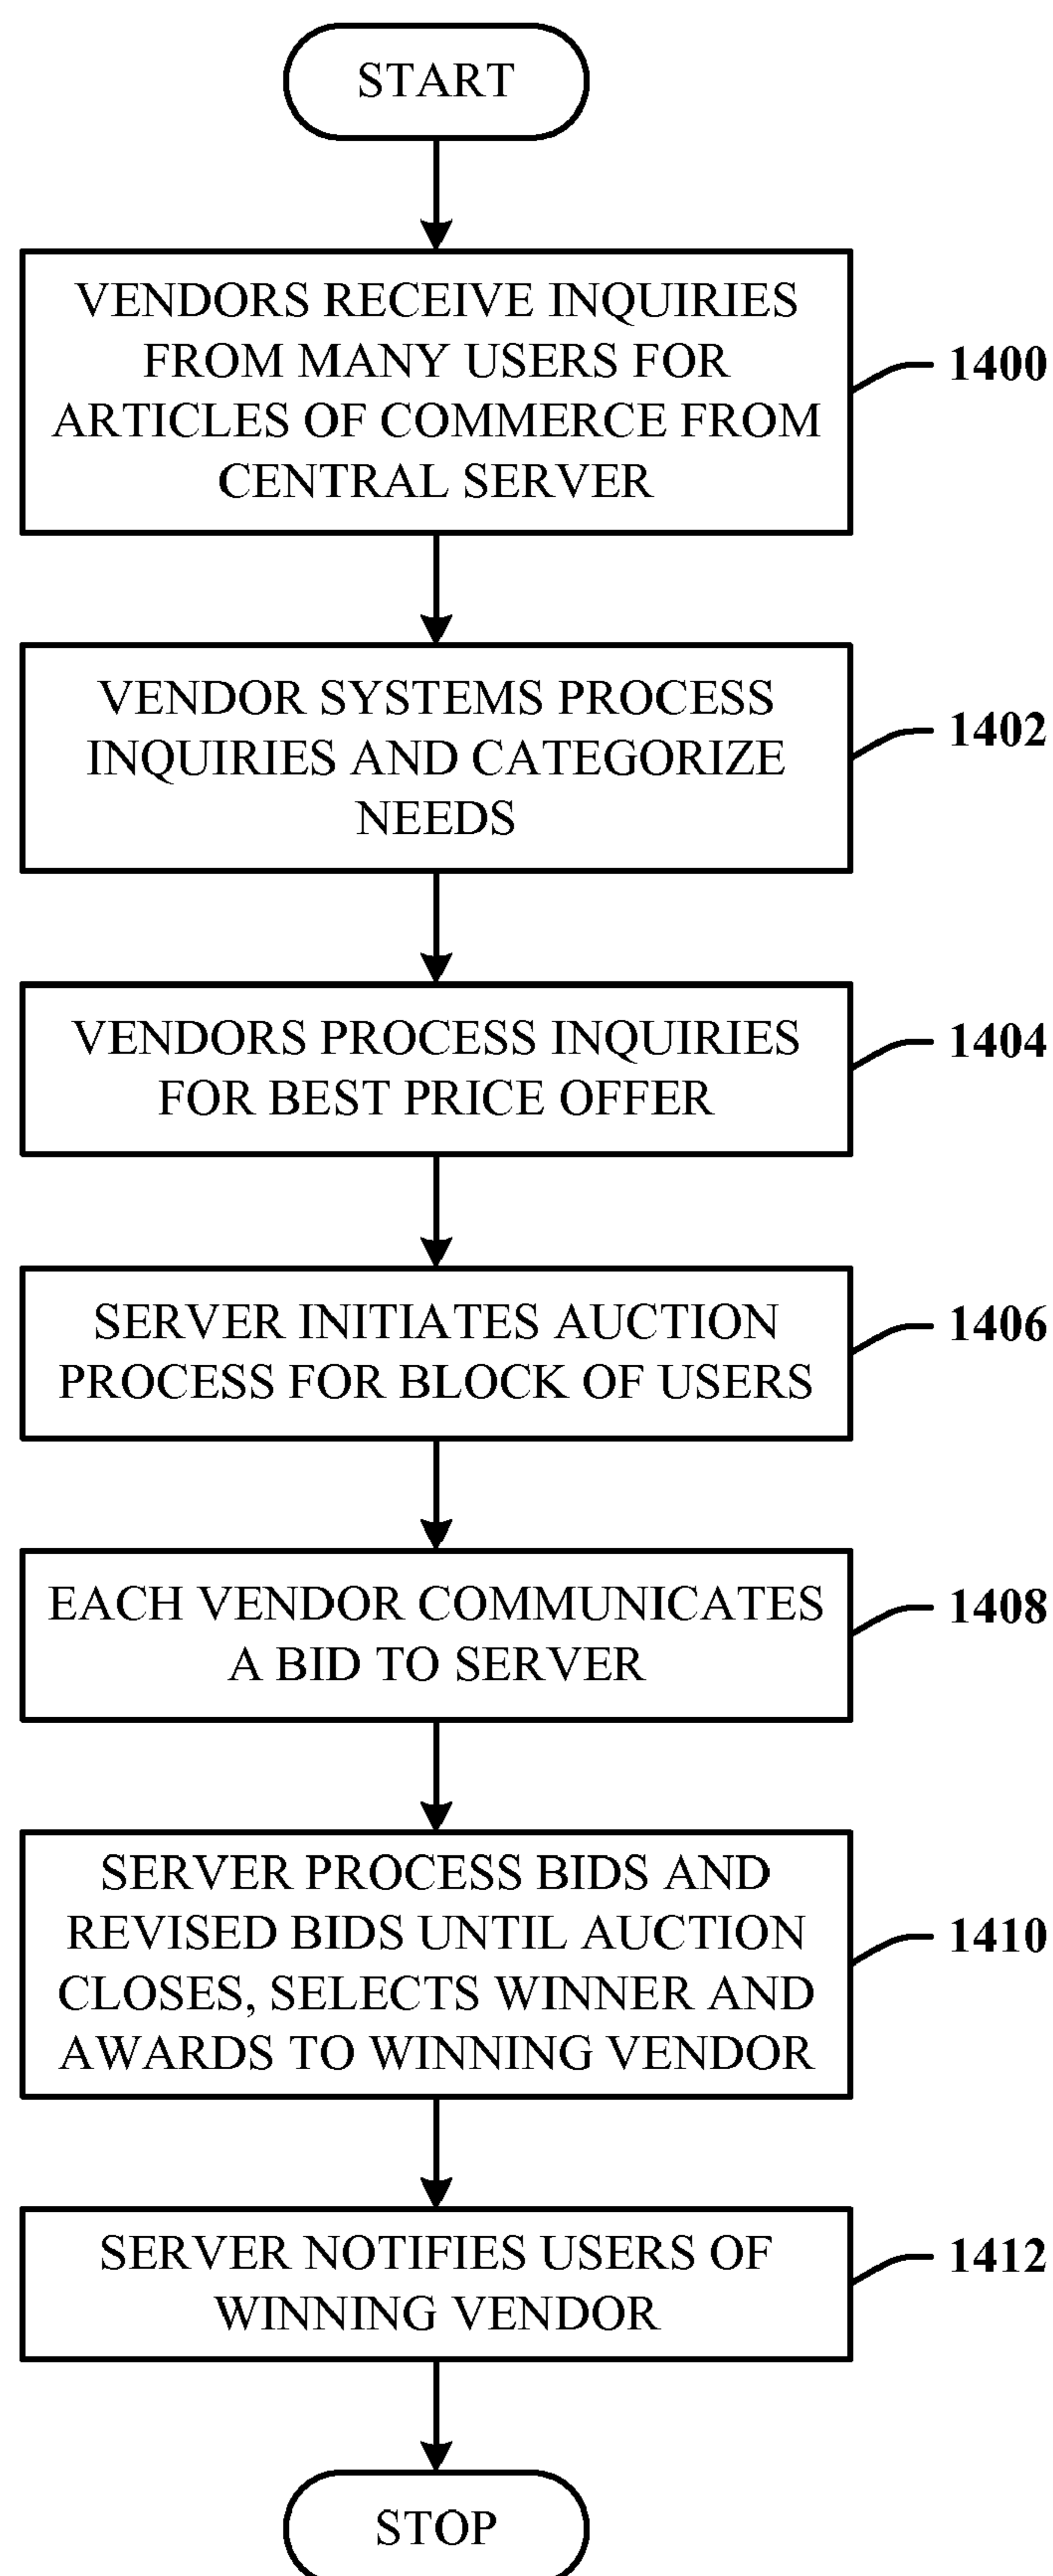 START
VENDORS RECEIVE INQUIRIES
FROM MANY USERS FOR
ARTICLES OF COMMERCE FROM
CENTRAL SERVER
1400
VENDOR SYSTEMS PROCESS
INQUIRIES AND CATEGORIZE
NEEDS
1402
VENDORS PROCESS INQUIRIES
FOR BEST PRICE OFFER
1404
SERVER INITIATES AUCTION
PROCESS FOR BLOCK OF USERS
1406
EACH VENDOR COMMUNICATES
A BID TO SERVER
1408
SERVER PROCESS BIDS AND
REVISED BIDS UNTIL AUCTION
CLOSES, SELECTS WINNER AND
AWARDS TO WINNING VENDOR
1410
SERVER NOTIFIES USERS OF
WINNING VENDOR
1412
STOP